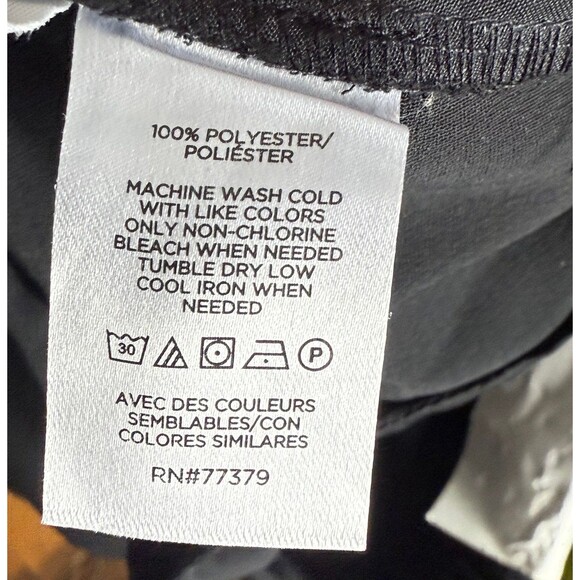 100% POLYESTER/
POLIÉSTER
MACHINE WASH COLD
WITH LIKE COLORS
ONLY NON-CHLORINE
BLEACH WHEN NEEDED
TUMBLE DRY LOW
COOL IRON WHEN
NEEDED
30 P
AVEC DES COULEURS
SEMBLABLES/CON
COLORES SIMILARES
RN#77379